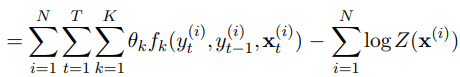 = \sum_{i=1}^{N} \sum_{t=1}^{T} \sum_{k=1}^{K} \theta_k f_k(y_t^{(i)}, y_{t-1}^{(i)}, \mathbf{x}_t^{(i)}) - \sum_{i=1}^{N} \log Z(\mathbf{x}^{(i)})